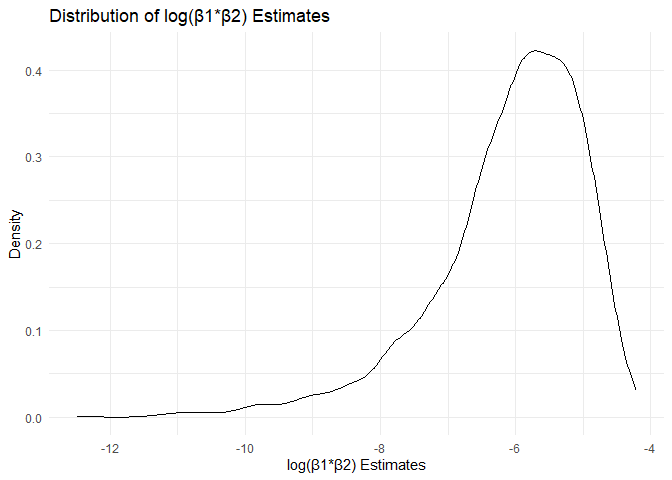 Distribution of log(β1*β2) Estimates
Density
0.4
0.3
0.2
0.1
0.0
-12 -10 -8 -6 -4
log(β1*β2) Estimates